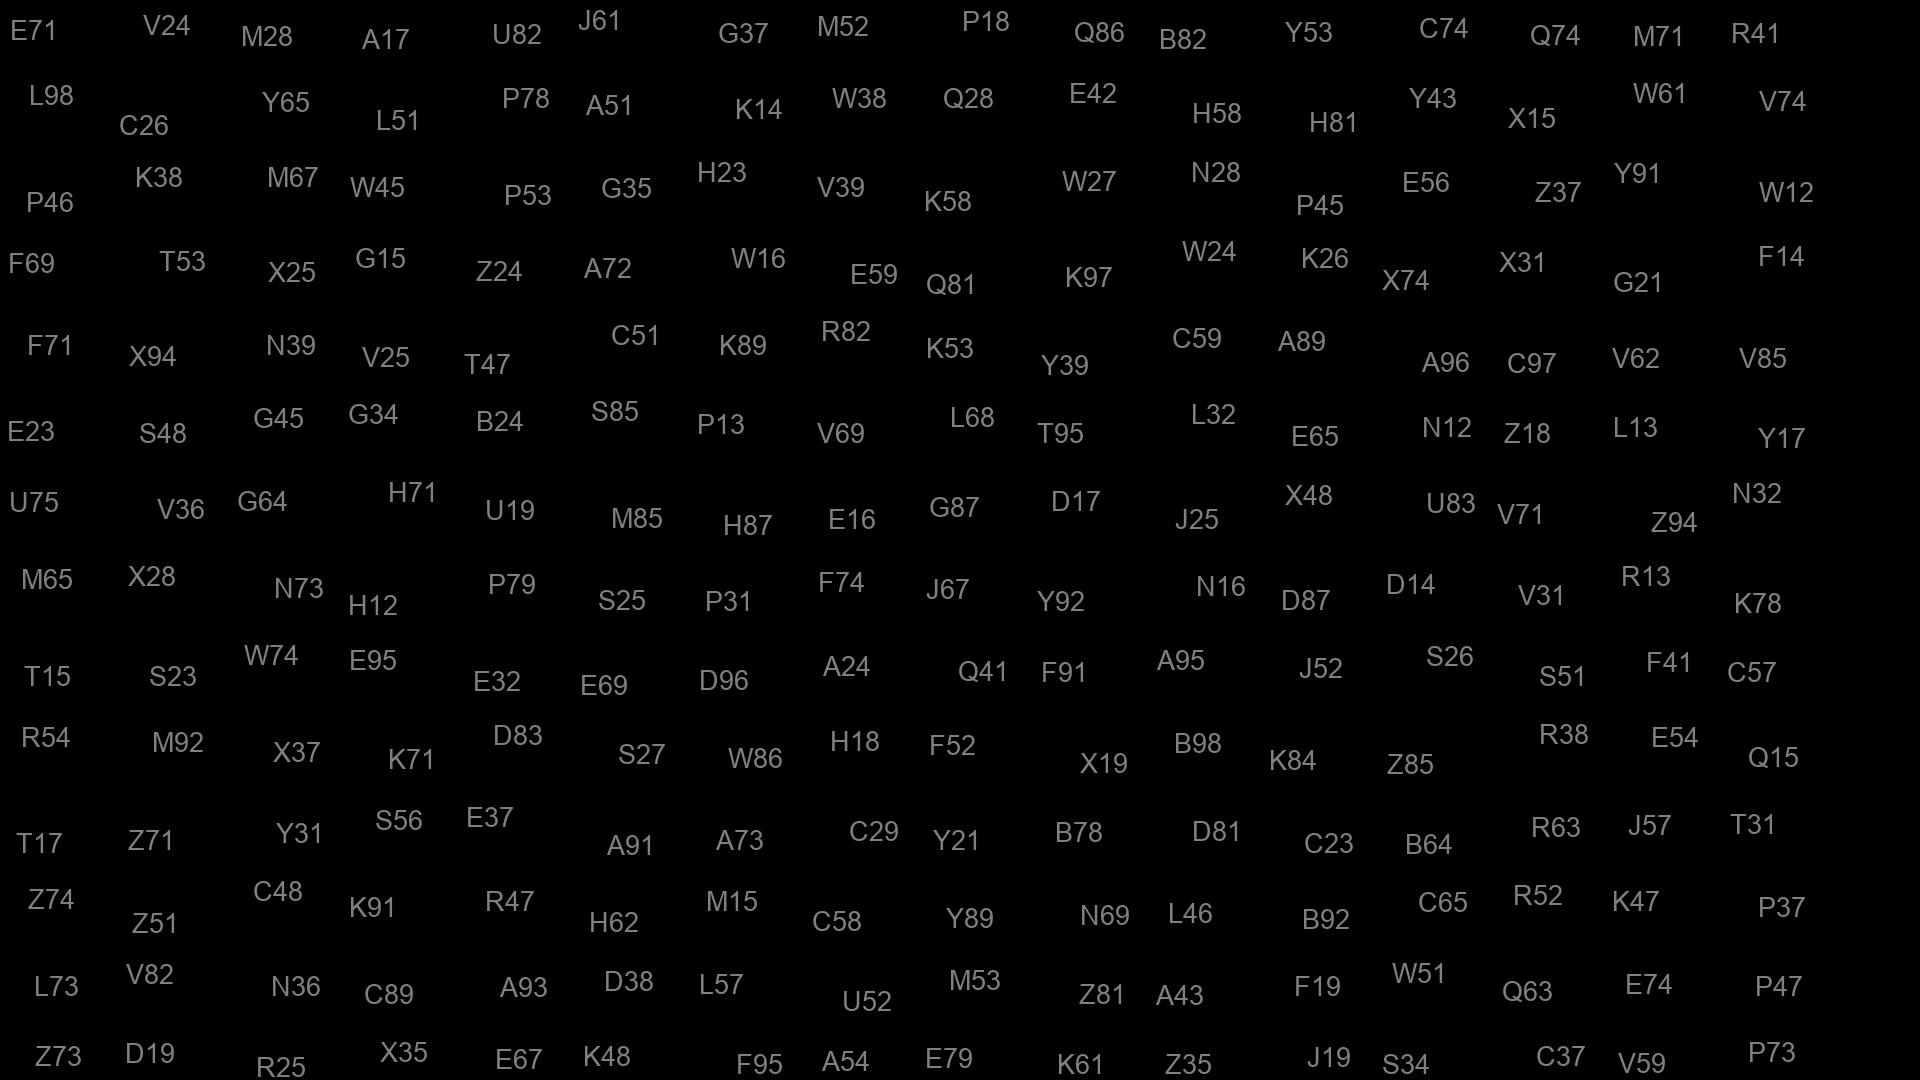 E71 V24 M28 A17 U82 J61 G37 M52 P18 Q86 B82 Y53 C74 Q74 M71 R41
L98 C26 Y65 L51 P78 A51 K14 W38 Q28 E42 H58 H81 Y43 X15 W61 V74
P46 K38 M67 W45 P53 G35 H23 V39 K58 W27 N28 P45 E56 Z37 Y91 W12
F69 T53 X25 G15 Z24 A72 W16 E59 Q81 K97 W24 K26 X74 X31 G21 F14
F71 X94 N39 V25 T47 C51 K89 R82 K53 Y39 C59 A89 A96 C97 V62 V85
E23 S48 G45 G34 B24 S85 P13 V69 L68 T95 L32 E65 N12 Z18 L13 Y17
U75 V36 G64 H71 U19 M85 H87 E16 G87 D17 J25 X48 U83 V71 Z94 N32
M65 X28 N73 H12 P79 S25 P31 F74 J67 Y92 N16 D87 D14 V31 R13 K78
T15 S23 W74 E95 E32 E69 D96 A24 Q41 F91 A95 J52 S26 S51 F41 C57
R54 M92 X37 K71 D83 S27 W86 H18 F52 X19 B98 K84 Z85 R38 E54 Q15
T17 Z71 Y31 S56 E37 A91 A73 C29 Y21 B78 D81 C23 B64 R63 J57 T31
Z74 Z51 C48 K91 R47 H62 M15 C58 Y89 N69 L46 B92 C65 R52 K47 P37
L73 V82 N36 C89 A93 D38 L57 U52 M53 Z81 A43 F19 W51 Q63 E74 P47
Z73 D19 R25 X35 E67 K48 F95 A54 E79 K61 Z35 J19 S34 C37 V59 P73